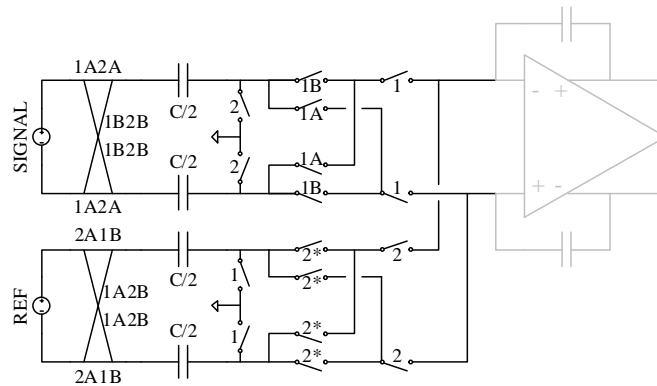 1A2A
C/2
1B
1
2
1A
SIGNAL
1B2B
1B2B
- +
C/2
2
1A
1B
1
+ -
1A2A
2A1B
C/2
2*
2
1
2*
REF
1A2B
1A2B
C/2
1
2*
2*
2
2A1B